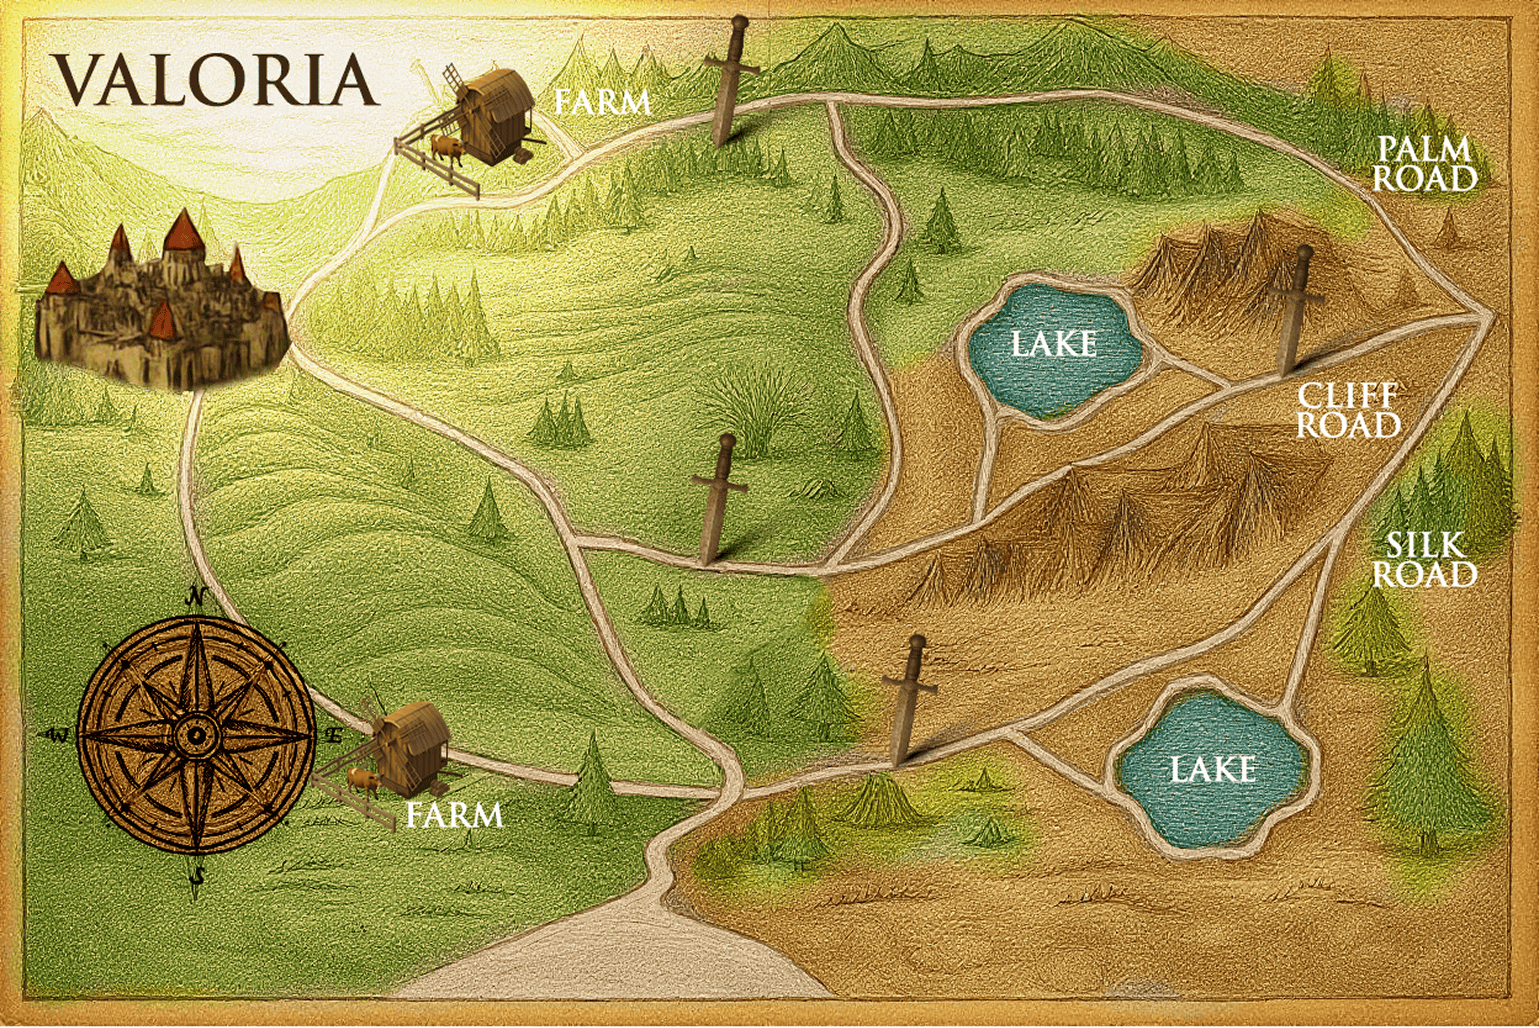 VALORIA
FARM
PALM
ROAD
LAKE
CLIFF
ROAD
SILK
ROAD
N
W
E
S
LAKE
FARM